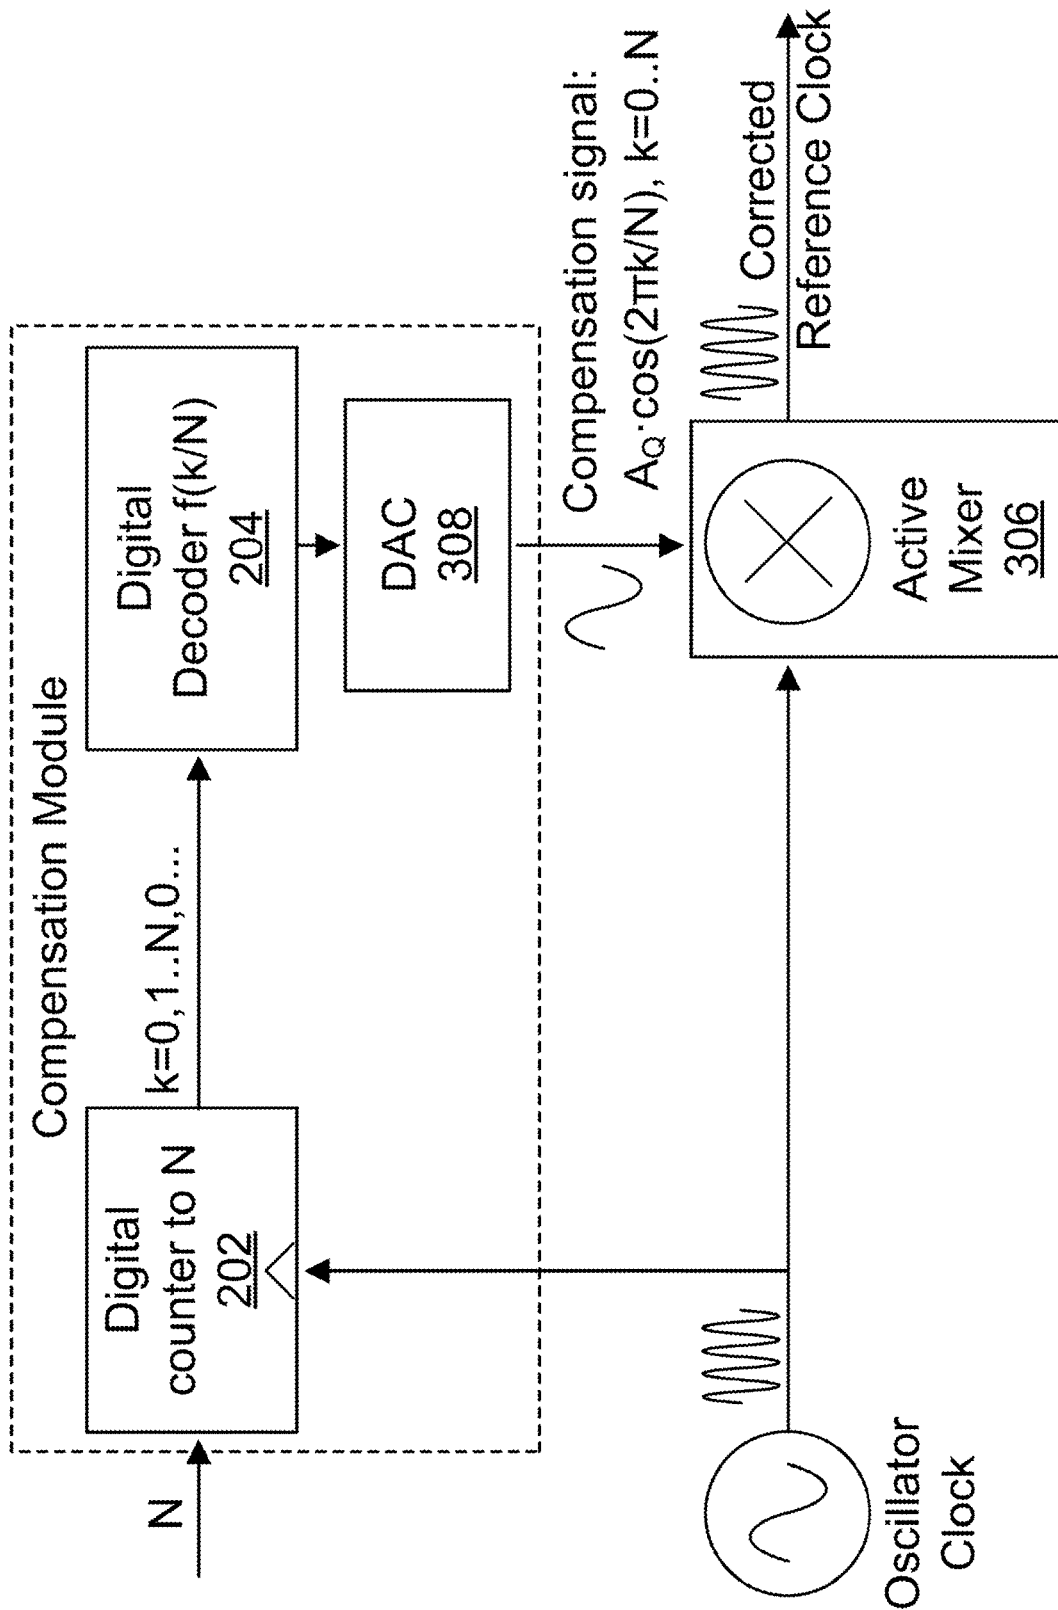 Compensation Module
N
Digital
counter to N
202
k=0,1..N,0...
Digital
Decoder f(k/N)
204
DAC
308
Compensation signal:
A_Q·cos(2πk/N), k=0..N
Oscillator
Clock
Active
Mixer
306
Corrected
Reference Clock